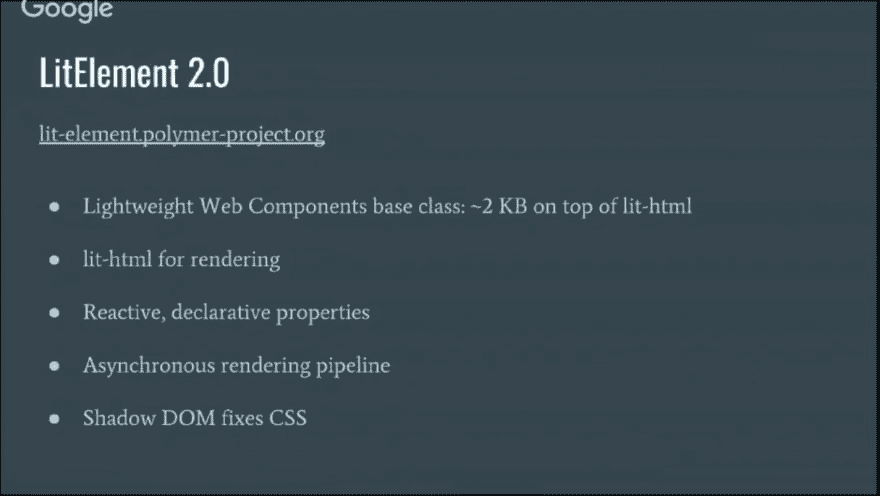 Google
LitElement 2.0
lit-element.polymer-project.org
● Lightweight Web Components base class: ~2 KB on top of lit-html
● lit-html for rendering
● Reactive, declarative properties
● Asynchronous rendering pipeline
● Shadow DOM fixes CSS